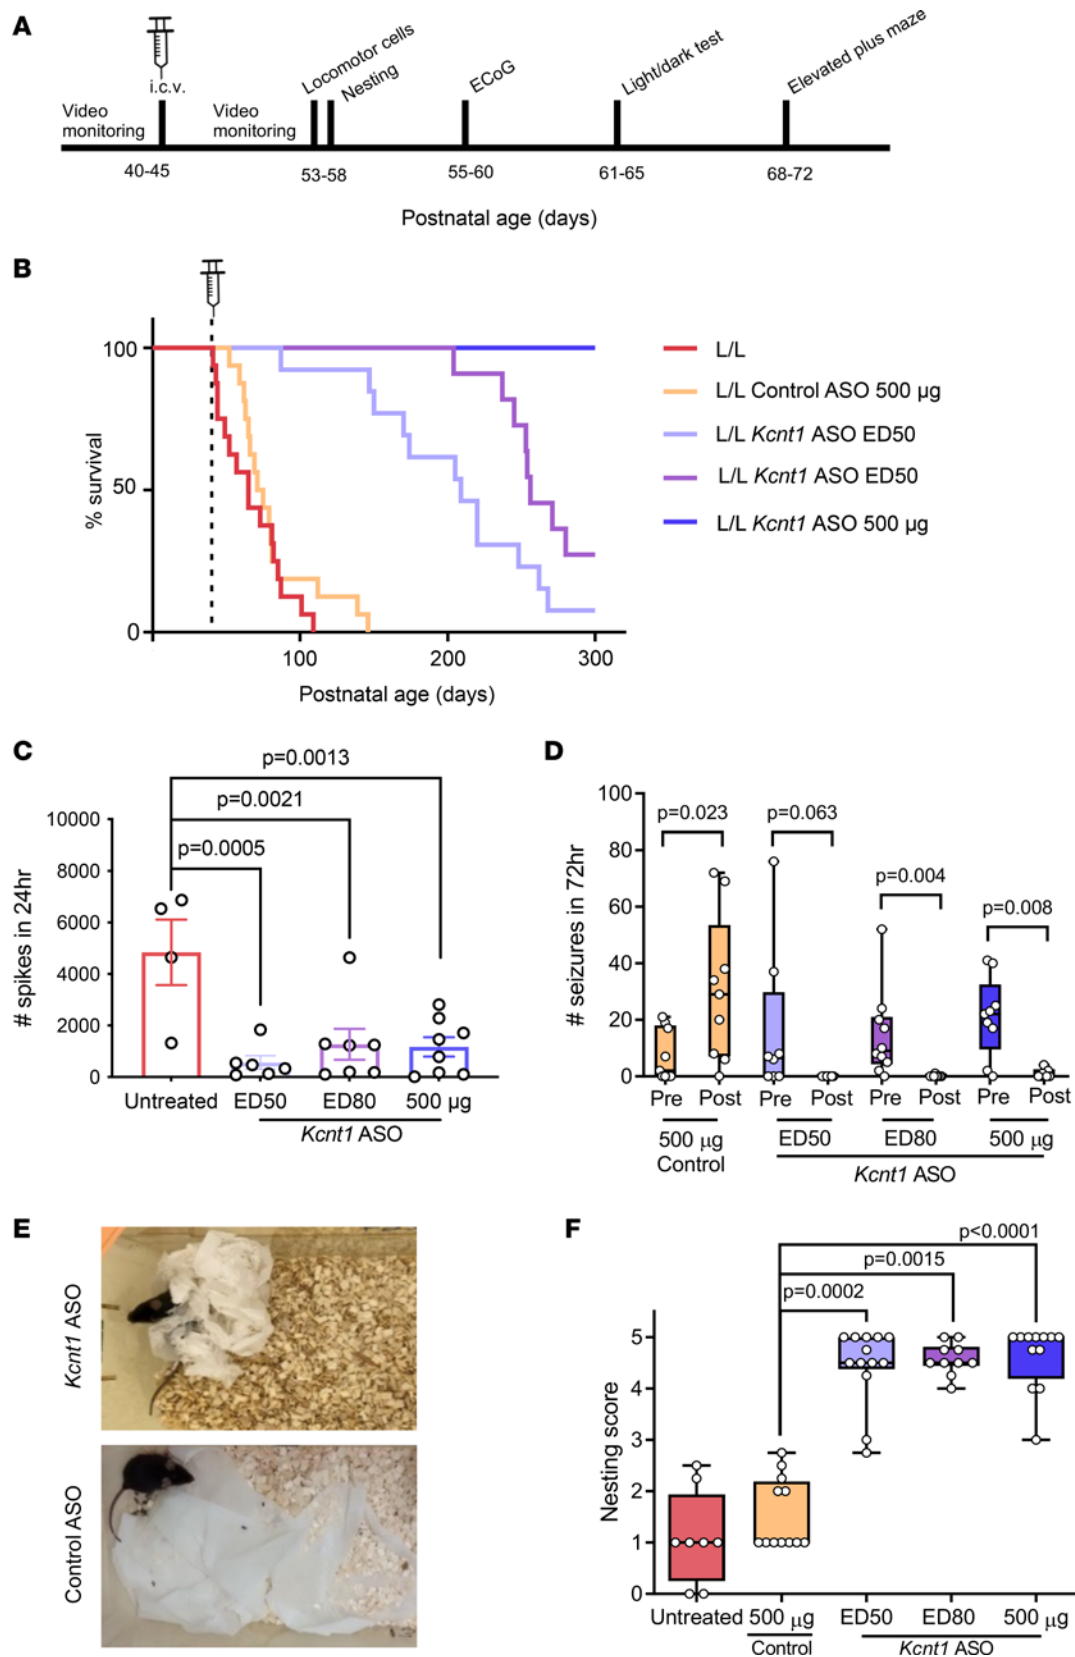 A
i.c.v.
Locomotor cells
Nesting
ECoG
Light/dark test
Elevated plus maze
Video
monitoring
Video
monitoring
40-45
53-58
55-60
61-65
68-72
Postnatal age (days)
B
100
50
0
% survival
100
200
300
Postnatal age (days)
L/L
L/L Control ASO 500 µg
L/L Kcnt1 ASO ED50
L/L Kcnt1 ASO ED50
L/L Kcnt1 ASO 500 µg
C
p=0.0013
p=0.0021
p=0.0005
10000
8000
6000
4000
2000
0
# spikes in 24hr
Untreated
ED50
ED80
500 µg
Kcnt1 ASO
D
100
80
60
40
20
0
# seizures in 72hr
p=0.023
p=0.063
p=0.004
p=0.008
Pre Post Pre Post Pre Post Pre Post
500 µg
Control
ED50
ED80
500 µg
Kcnt1 ASO
E
Kcnt1 ASO
Control ASO
F
p<0.0001
p=0.0015
p=0.0002
5
4
3
2
1
0
Nesting score
Untreated
500 µg
Control
ED50
ED80
500 µg
Kcnt1 ASO